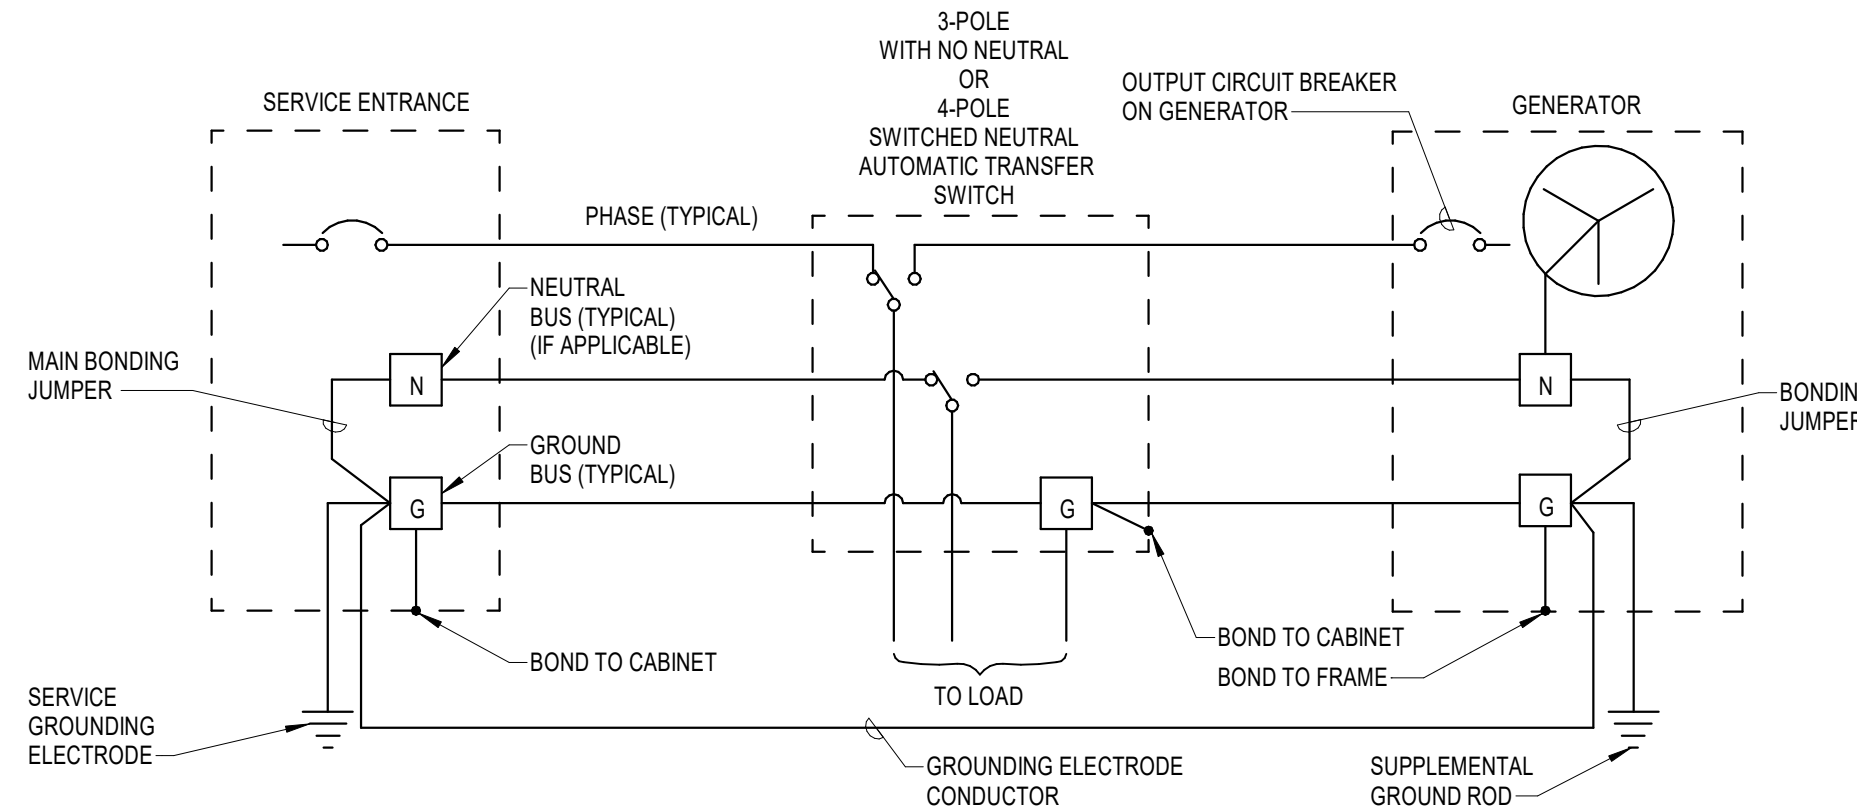 3-POLE
WITH NO NEUTRAL
OR
4-POLE
SWITCHED NEUTRAL
AUTOMATIC TRANSFER
SWITCH
SERVICE ENTRANCE
OUTPUT CIRCUIT BREAKER
ON GENERATOR
GENERATOR
PHASE (TYPICAL)
NEUTRAL
BUS (TYPICAL)
(IF APPLICABLE)
MAIN BONDING
JUMPER
N
N
BONDIN
JUMPER
GROUND
BUS (TYPICAL)
G
G
G
BOND TO CABINET
BOND TO CABINET
BOND TO FRAME
TO LOAD
SERVICE
GROUNDING
ELECTRODE
GROUNDING ELECTRODE
CONDUCTOR
SUPPLEMENTAL
GROUND ROD